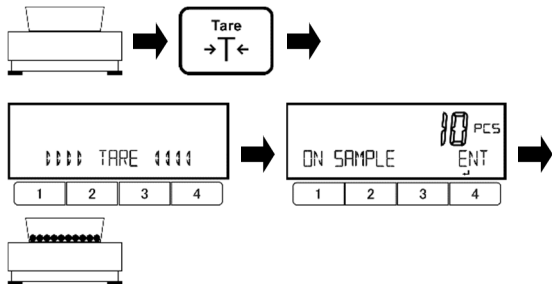 Tare
→T←
TARE
10 PCS
ON SAMPLE ENT
1 2 3 4
1 2 3 4